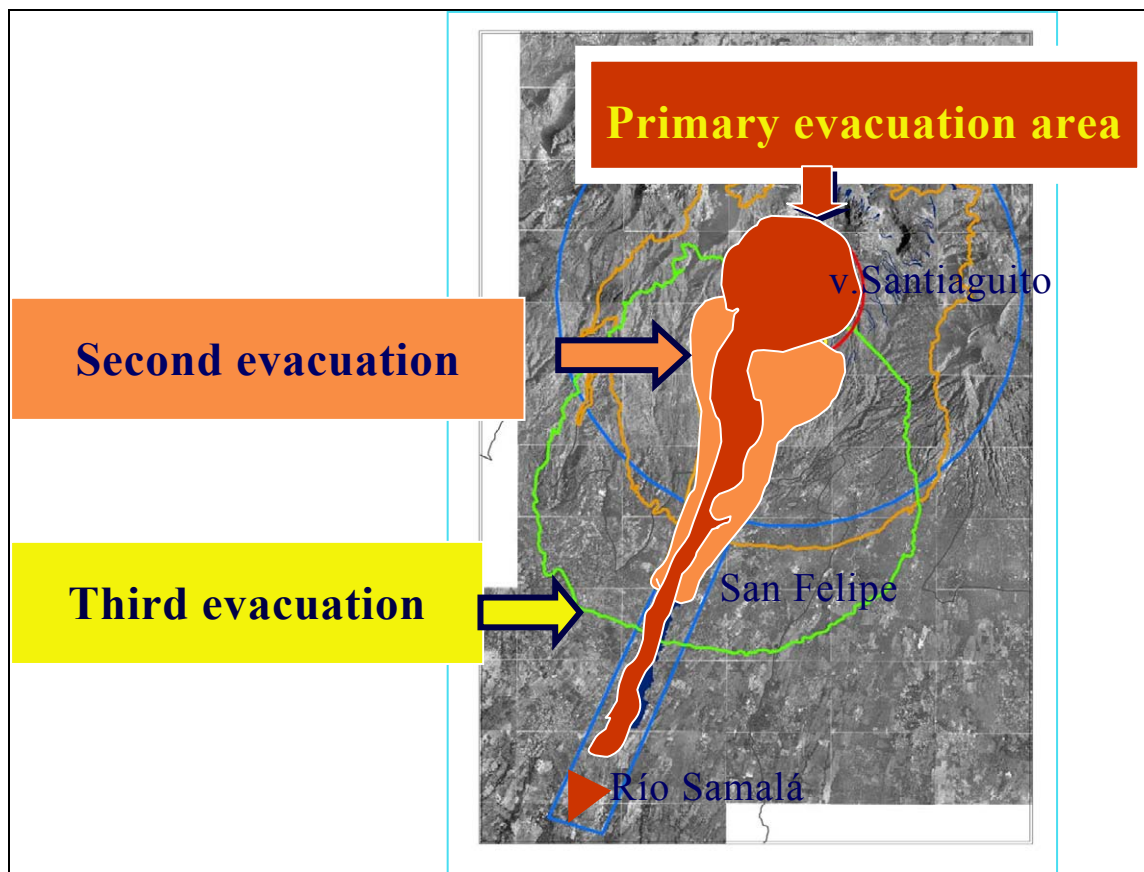 Primary evacuation area
v.Santiaguito
Second evacuation
San Felipe
Third evacuation
Río Samalá